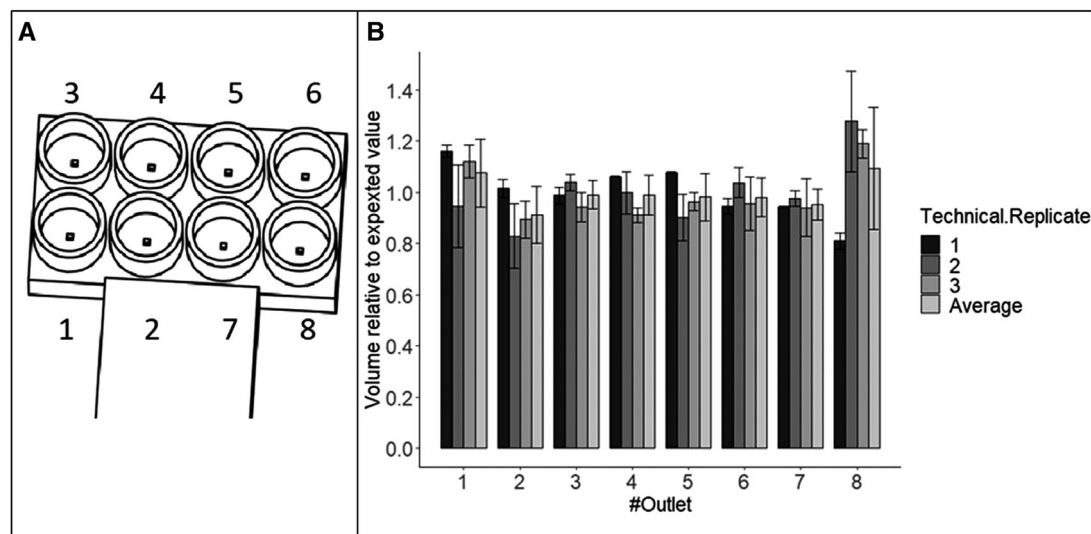 A
3 4 5 6
1 2 7 8
B
Volume relative to expexted value
1.4
1.2
1.0
0.8
0.6
0.4
0.2
0.0
1 2 3 4 5 6 7 8
#Outlet
Technical.Replicate
1
2
3
Average